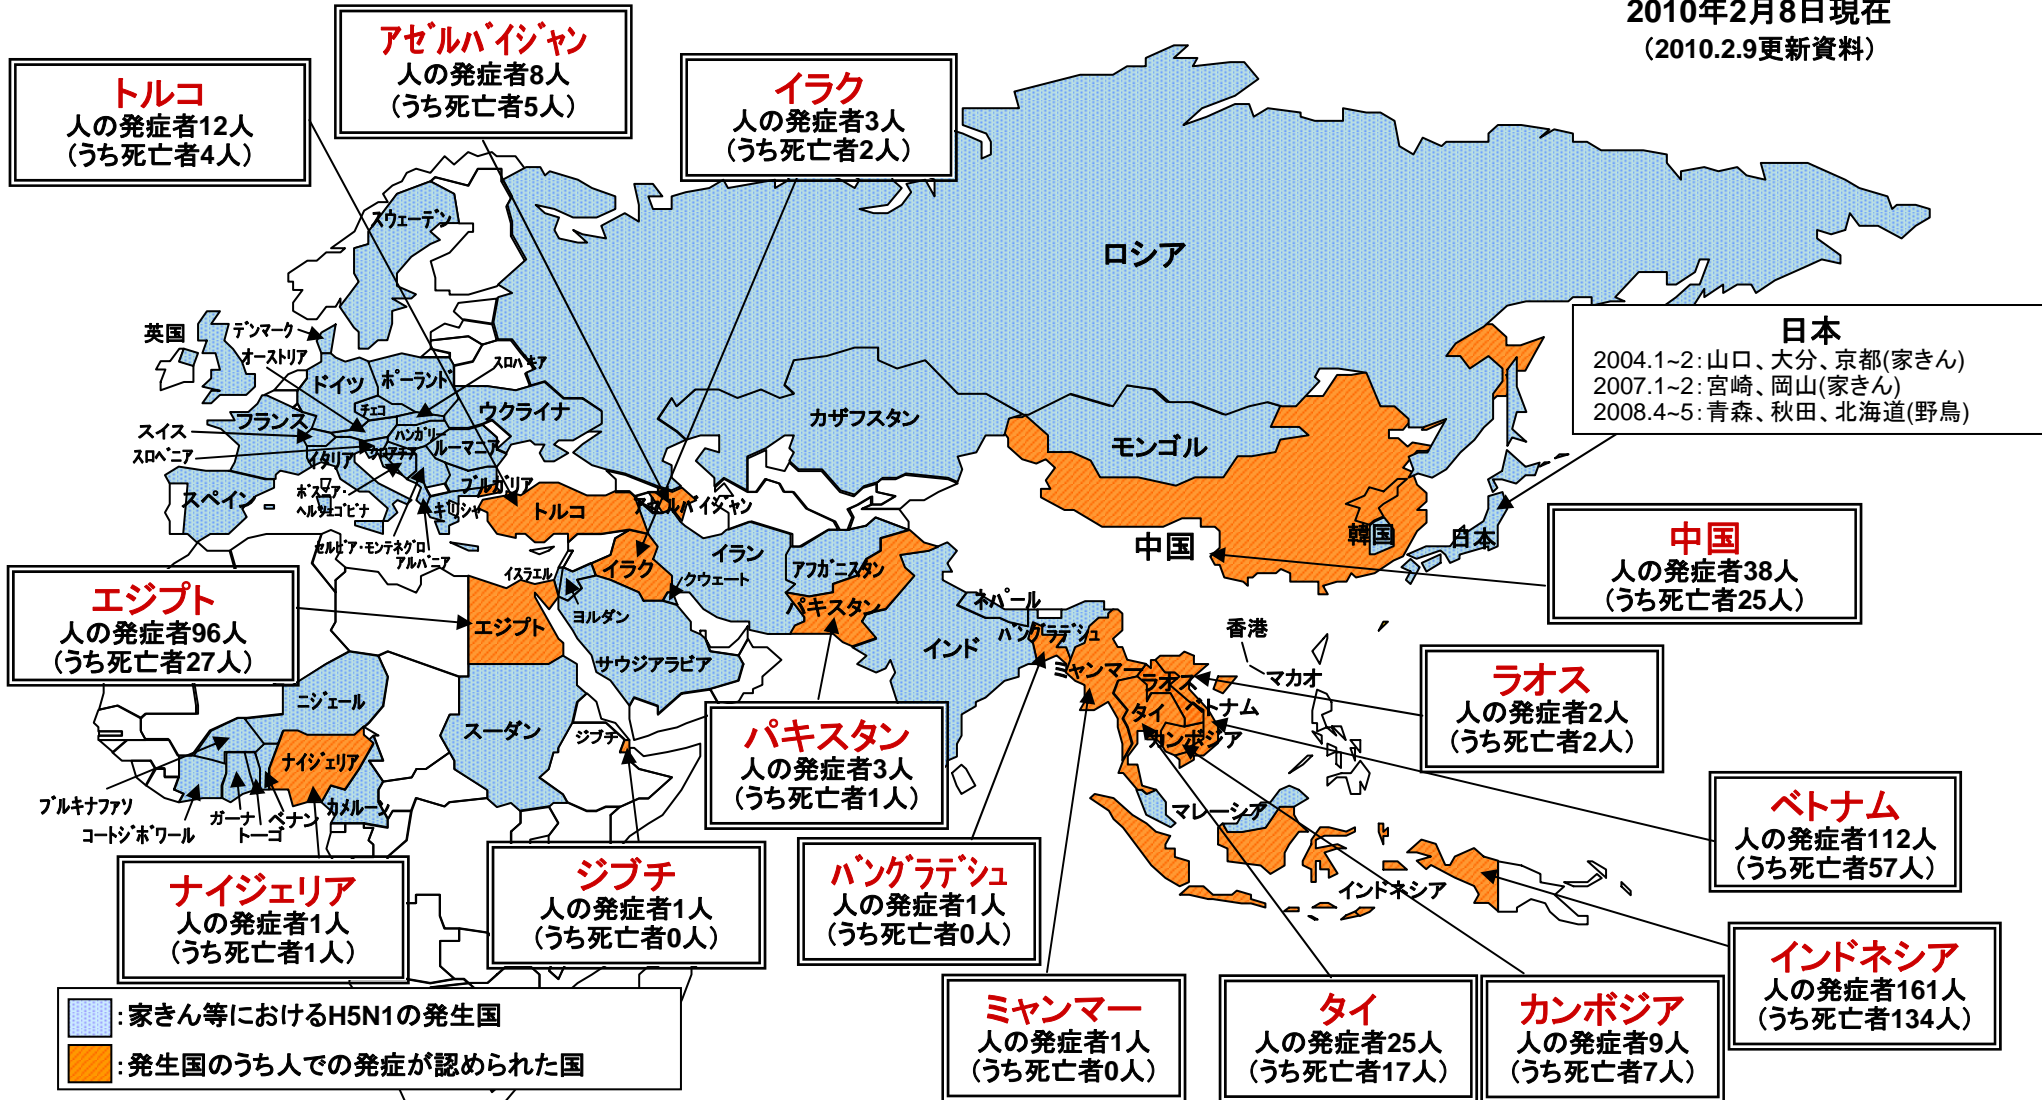 2010年2月8日現在
（2010.2.9更新資料）
アゼルバイジャン
人の発症者8人
（うち死亡者5人）
トルコ
人の発症者12人
（うち死亡者4人）
イラク
人の発症者3人
（うち死亡者2人）
スウェーデン
ロシア
英国
デンマーク
オーストリア
スロバキア
ドイツ
ポーランド
チェコ
フランス
ウクライナ
スイス
ハンガリー
スロベニア
イタリア
クロアチア
ルーマニア
カザフスタン
モンゴル
日本
2004.1~2：山口、大分、京都(家きん)
2007.1~2：宮崎、岡山(家きん)
2008.4~5：青森、秋田、北海道(野鳥)
スペイン
ボスニア・
ヘルツェゴビナ
ブルガリア
ギリシャ
トルコ
アゼルバイジャン
セルビア・モンテネグロ
アルバニア
イスラエル
イラク
イラン
クウェート
アフガニスタン
中国
韓国
日本
中国
人の発症者38人
（うち死亡者25人）
エジプト
人の発症者96人
（うち死亡者27人）
エジプト
ヨルダン
サウジアラビア
パキスタン
ネパール
インド
バングラデシュ
ミャンマー
香港
マカオ
ラオス
タイ
ベトナム
カンボジア
ラオス
人の発症者2人
（うち死亡者2人）
ニジェール
ナイジェリア
スーダン
ジブチ
パキスタン
人の発症者3人
（うち死亡者1人）
ブルキナファソ
コートジボワール
ガーナ
トーゴ
ベナン
カメルーン
マレーシア
インドネシア
ベトナム
人の発症者112人
（うち死亡者57人）
ナイジェリア
人の発症者1人
（うち死亡者1人）
ジブチ
人の発症者1人
（うち死亡者0人）
バングラデシュ
人の発症者1人
（うち死亡者0人）
インドネシア
人の発症者161人
（うち死亡者134人）
ミャンマー
人の発症者1人
（うち死亡者0人）
タイ
人の発症者25人
（うち死亡者17人）
カンボジア
人の発症者9人
（うち死亡者7人）
：家きん等におけるH5N1の発生国
：発生国のうち人での発症が認められた国